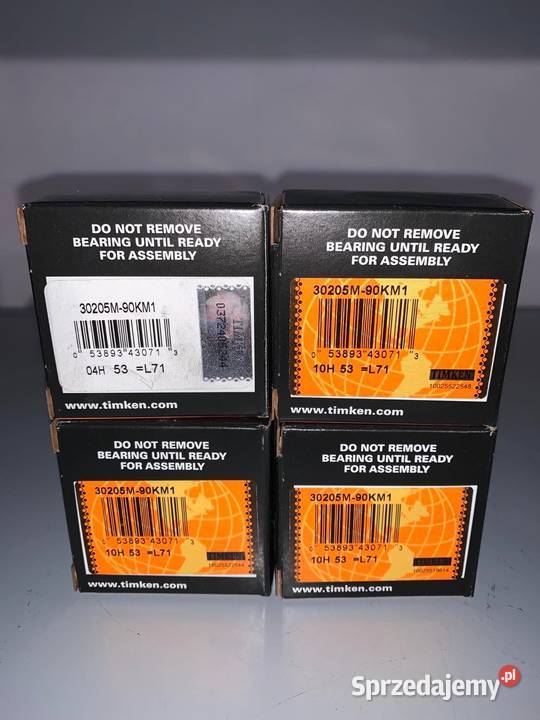 DO NOT REMOVE
BEARING UNTIL READY
FOR ASSEMBLY
30205M-90KM1
0 53893 43071 3
04H 53 =L71
TIMKEN
www.timken.com
DO NOT REMOVE
BEARING UNTIL READY
FOR ASSEMBLY
30205M-90KM1
0 53893 43071 3
10H 53 =L71
TIMKEN
10025522548
www.timken.com
DO NOT REMOVE
BEARING UNTIL READY
FOR ASSEMBLY
30205M-90KM1
0 53893 43071 3
10H 53 =L71
TIMKEN
www.timken.com
DO NOT REMOVE
BEARING UNTIL READY
FOR ASSEMBLY
30205M-90KM1
0 53893 43071 3
10H 53 =L71
TIMKEN
www.timken.com
Sprzedajemy.pl